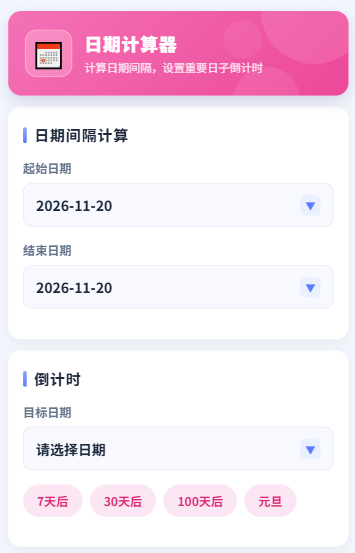 日期计算器
计算日期间隔，设置重要日子倒计时
日期间隔计算
起始日期
2026-11-20
结束日期
2026-11-20
倒计时
目标日期
请选择日期
7天后 30天后 100天后 元旦